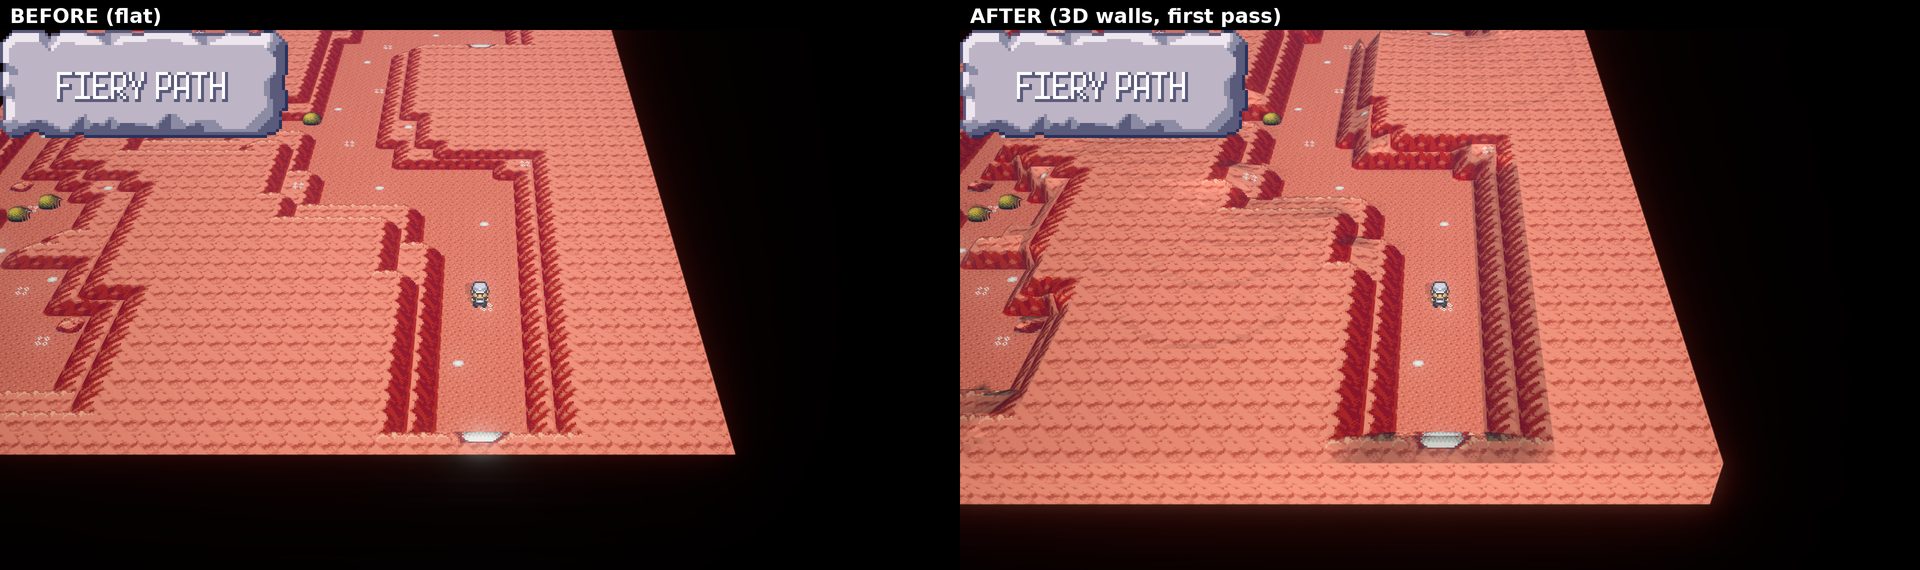 BEFORE (flat)
AFTER (3D walls, first pass)
FIERY PATH
FIERY PATH